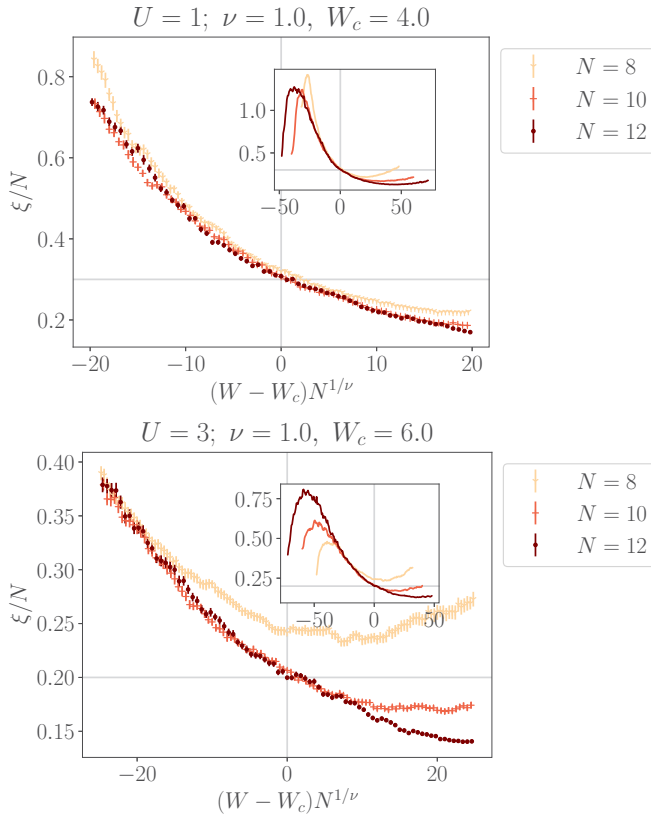 U = 1; ν = 1.0, W_c = 4.0
ξ/N
0.8
0.6
0.4
0.2
−20
−10
0
10
20
(W − W_c)N^{1/ν}
1.0
0.5
−50
0
50
N = 8
N = 10
N = 12
U = 3; ν = 1.0, W_c = 6.0
ξ/N
0.40
0.35
0.30
0.25
0.20
0.15
−20
0
20
(W − W_c)N^{1/ν}
0.75
0.50
0.25
−50
0
50
N = 8
N = 10
N = 12